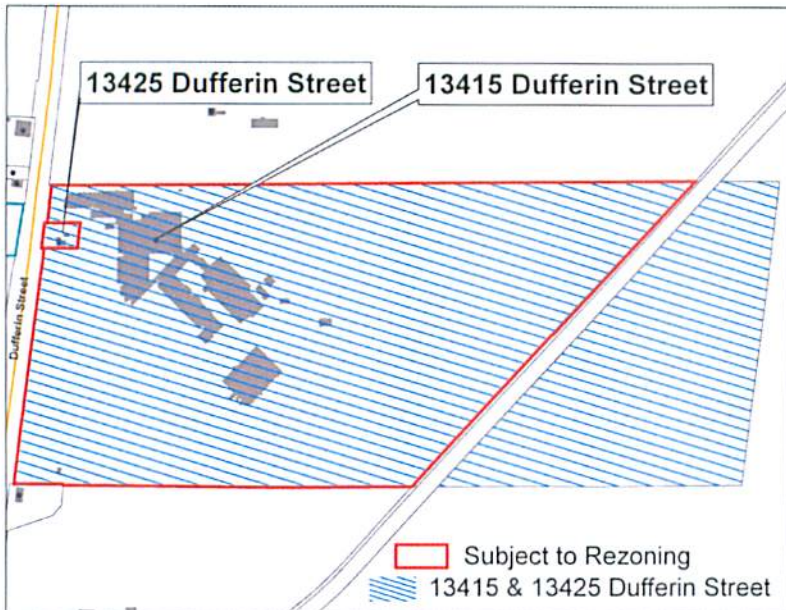 13425 Dufferin Street
13415 Dufferin Street
Dufferin Street
Subject to Rezoning
13415 & 13425 Dufferin Street